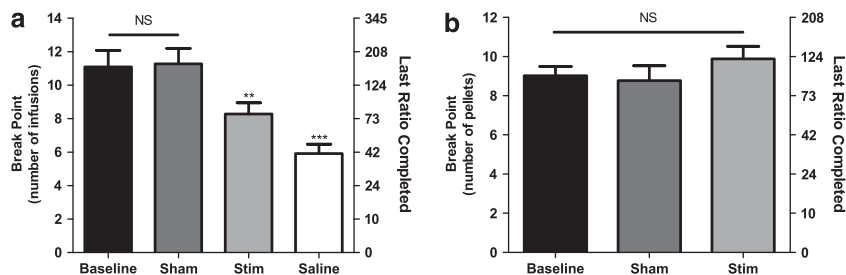 a
NS
Break Point
(number of infusions)
14
12
10
8
6
4
2
0
**
***
345
208
124
73
42
24
10
0
Last Ratio Completed
Baseline Sham Stim Saline
b
NS
Break Point
(number of pellets)
12
10
8
6
4
2
0
208
124
73
42
24
10
0
Last Ratio Completed
Baseline Sham Stim